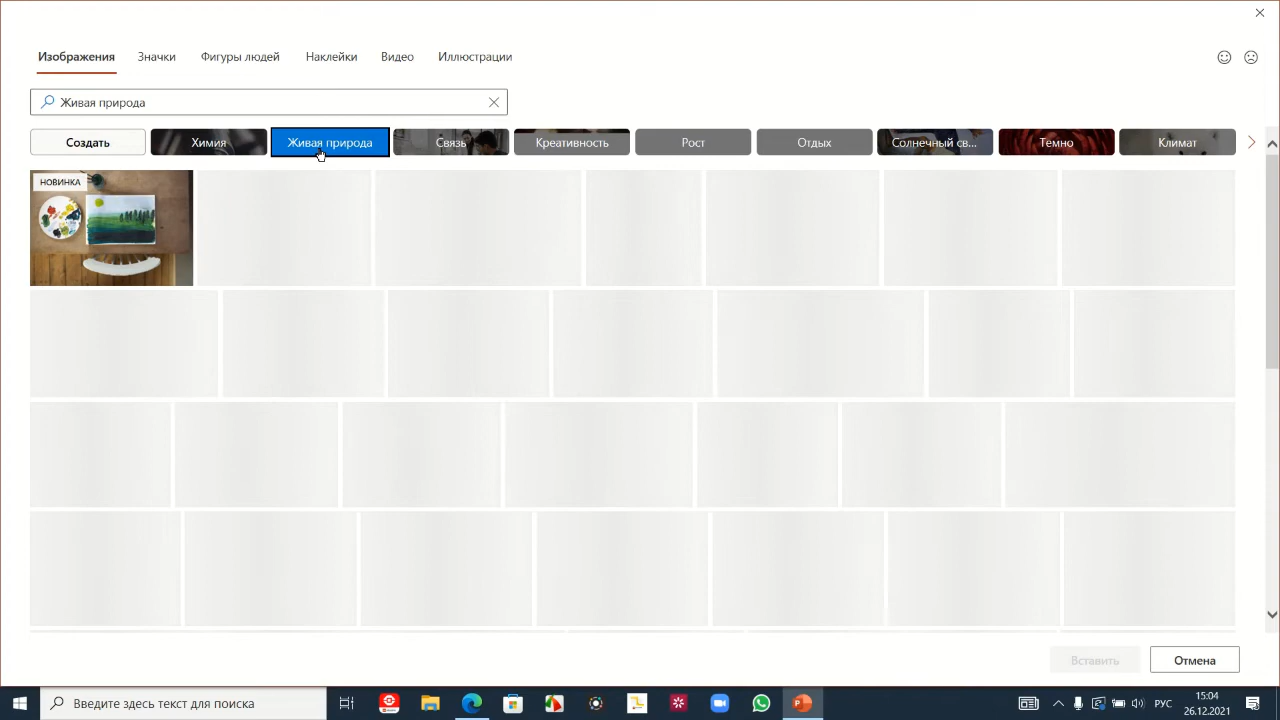 Изображения
Значки
Фигуры людей
Наклейки
Видео
Иллюстрации
Живая природа
Создать
Химия
Живая природа
Связь
Креативность
Рост
Отдых
Солнечный св...
Темно
Климат
НОВИНКА
Вставить
Отмена
Введите здесь текст для поиска
РУС
15:04
26.12.2021